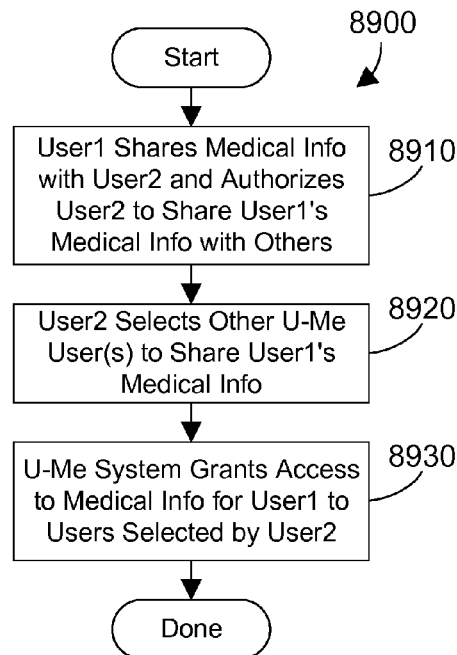 8900
Start
User1 Shares Medical Info
with User2 and Authorizes
User2 to Share User1's
Medical Info with Others
8910
User2 Selects Other U-Me
User(s) to Share User1's
Medical Info
8920
U-Me System Grants Access
to Medical Info for User1 to
Users Selected by User2
8930
Done